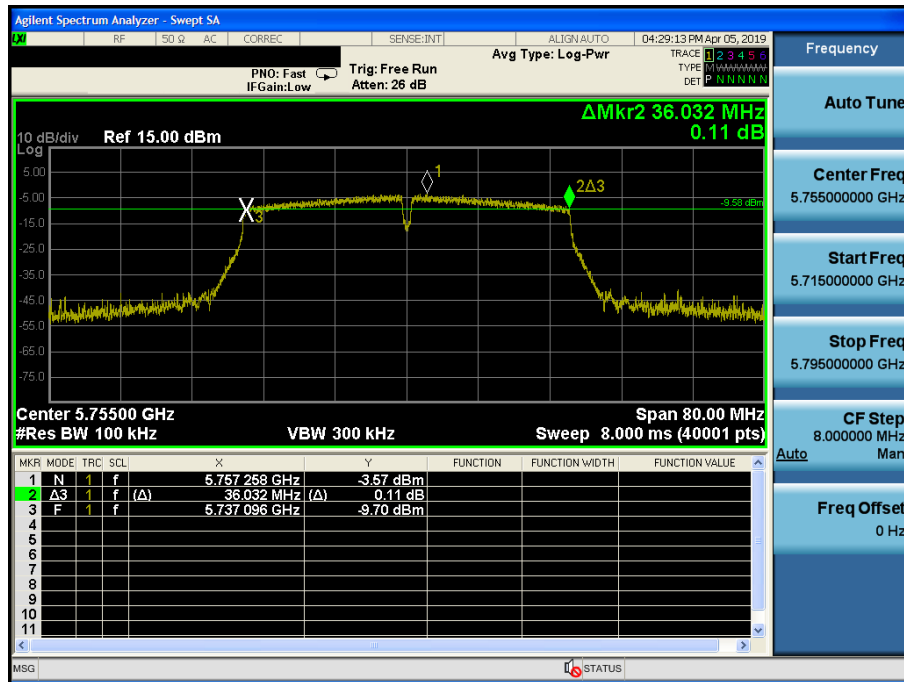 Agilent Spectrum Analyzer - Swept SA
LXI RF 50 Ω AC CORREC SENSE:INT ALIGN AUTO 04:29:13 PM Apr 05, 2019
Avg Type: Log-Pwr
TRACE 1 2 3 4 5 6
TYPE M W W W W W
DET P N N N N N
PNO: Fast
IFGain:Low
Trig: Free Run
Atten: 26 dB
ΔMkr2 36.032 MHz
0.11 dB
10 dB/div Ref 15.00 dBm
Log
5.00
-5.00
-15.0
-25.0
-35.0
-45.0
-55.0
-65.0
-75.0
1
2Δ3
3
-9.58 dBm
Center 5.75500 GHz Span 80.00 MHz
#Res BW 100 kHz VBW 300 kHz Sweep 8.000 ms (40001 pts)
MKR MODE TRC SCL X Y FUNCTION FUNCTION WIDTH FUNCTION VALUE
1 N 1 f 5.757 258 GHz -3.57 dBm
2 Δ3 1 f (Δ) 36.032 MHz (Δ) 0.11 dB
3 F 1 f 5.737 096 GHz -9.70 dBm
4
5
6
7
8
9
10
11
MSG STATUS
Frequency
Auto Tune
Center Freq
5.755000000 GHz
Start Freq
5.715000000 GHz
Stop Freq
5.795000000 GHz
CF Step
8.000000 MHz
Auto Man
Freq Offset
0 Hz